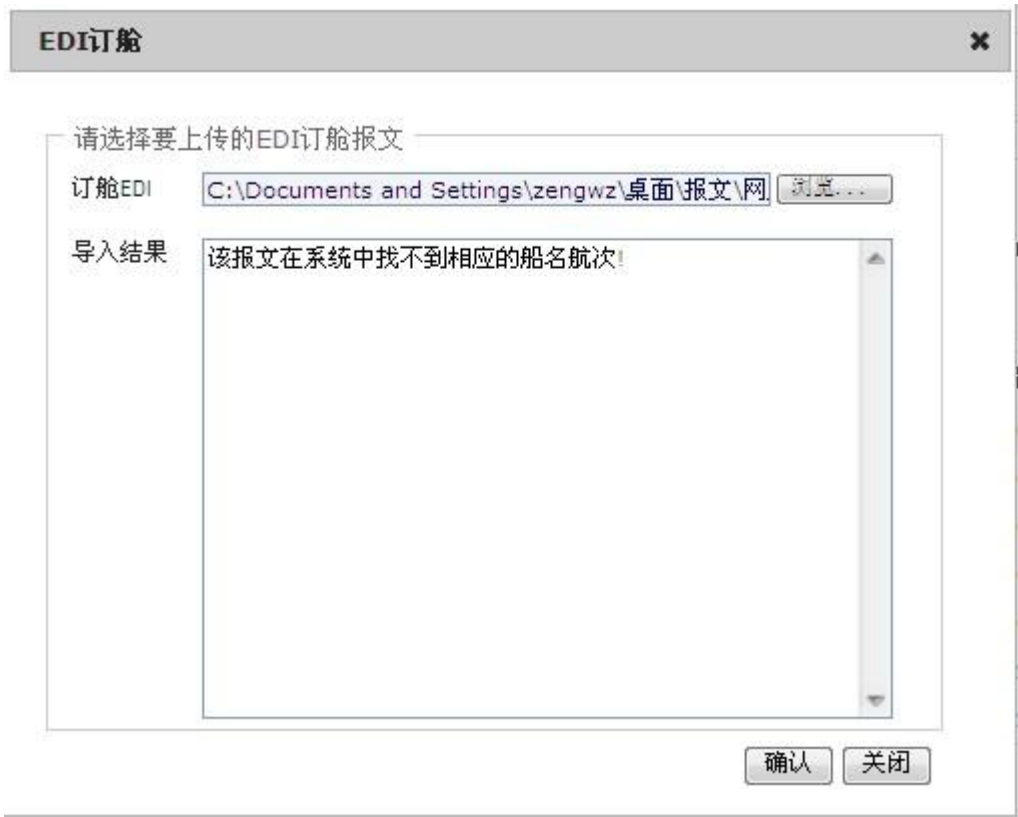 EDI订舱
请选择要上传的EDI订舱报文
订舱EDI C:\Documents and Settings\zengwz\桌面\报文\网 浏览...
导入结果 该报文在系统中找不到相应的船名航次!
确认 关闭